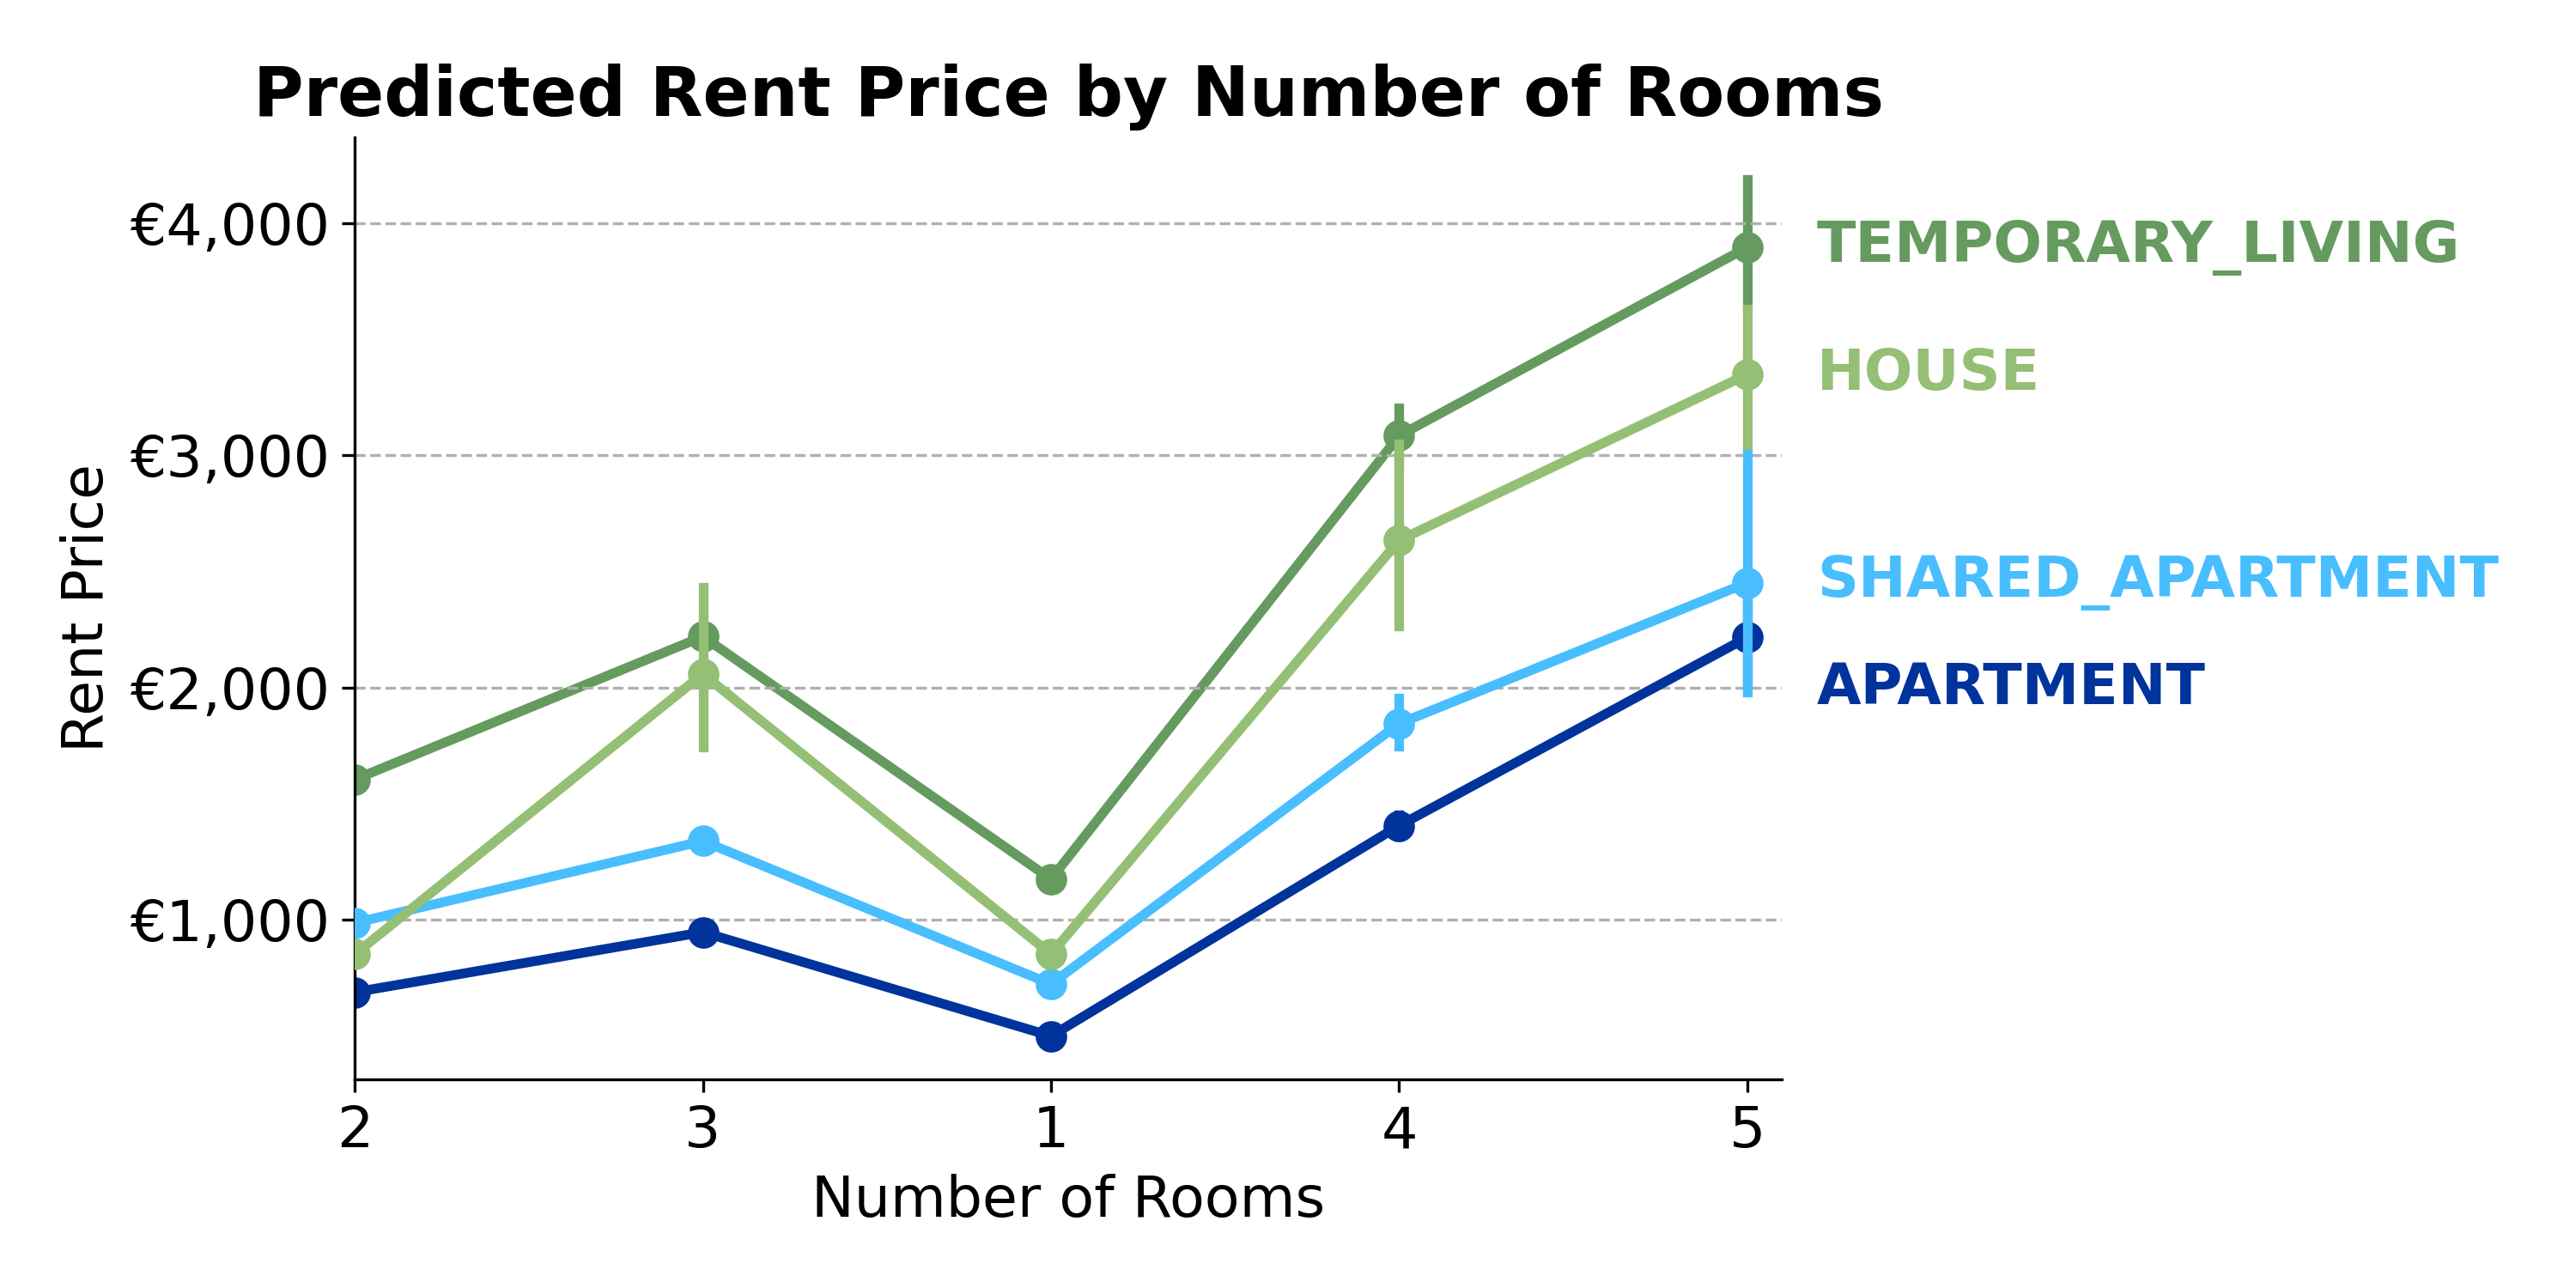 Predicted Rent Price by Number of Rooms
€4,000
€3,000
€2,000
€1,000
Rent Price
TEMPORARY_LIVING
HOUSE
SHARED_APARTMENT
APARTMENT
2 3 1 4 5
Number of Rooms